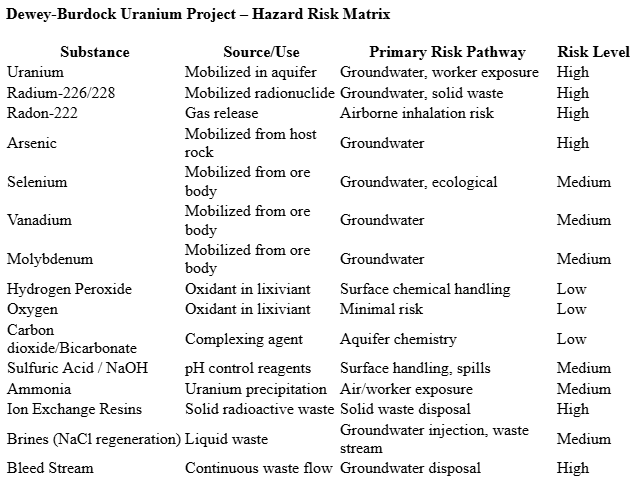 Dewey-Burdock Uranium Project – Hazard Risk Matrix
Substance Source/Use Primary Risk Pathway Risk Level
Uranium Mobilized in aquifer Groundwater, worker exposure High
Radium-226/228 Mobilized radionuclide Groundwater, solid waste High
Radon-222 Gas release Airborne inhalation risk High
Arsenic Mobilized from host
rock Groundwater High
Selenium Mobilized from ore
body Groundwater, ecological Medium
Vanadium Mobilized from ore
body Groundwater Medium
Molybdenum Mobilized from ore
body Groundwater Medium
Hydrogen Peroxide Oxidant in lixiviant Surface chemical handling Low
Oxygen Oxidant in lixiviant Minimal risk Low
Carbon
dioxide/Bicarbonate Complexing agent Aquifer chemistry Low
Sulfuric Acid / NaOH pH control reagents Surface handling, spills Medium
Ammonia Uranium precipitation Air/worker exposure Medium
Ion Exchange Resins Solid radioactive waste Solid waste disposal High
Brines (NaCl regeneration) Liquid waste Groundwater injection, waste
stream Medium
Bleed Stream Continuous waste flow Groundwater disposal High